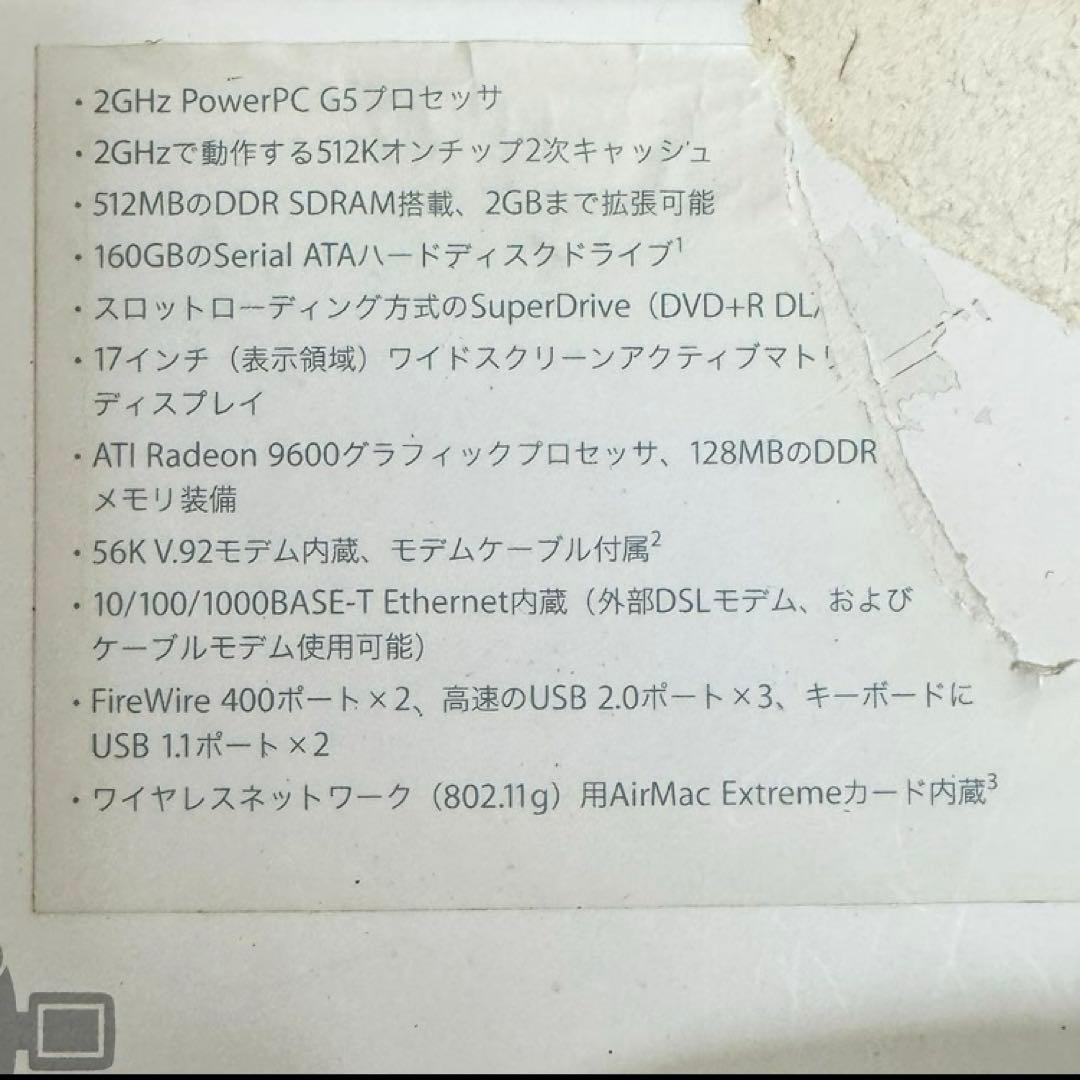 ・2GHz PowerPC G5プロセッサ
・2GHzで動作する512Kオンチップ2次キャッシュ
・512MBのDDR SDRAM搭載、2GBまで拡張可能
・160GBのSerial ATAハードディスクドライブ1
・スロットローディング方式のSuperDrive（DVD+R DL
・17インチ（表示領域）ワイドスクリーンアクティブマトリ
ディスプレイ
・ATI Radeon 9600グラフィックプロセッサ、128MBのDDR
メモリ装備
・56K V.92モデム内蔵、モデムケーブル付属2
・10/100/1000BASE-T Ethernet内蔵（外部DSLモデム、および
ケーブルモデム使用可能）
・FireWire 400ポート×2、高速のUSB 2.0ポート×3、キーボードに
USB 1.1ポート×2
・ワイヤレスネットワーク（802.11g）用AirMac Extremeカード内蔵3